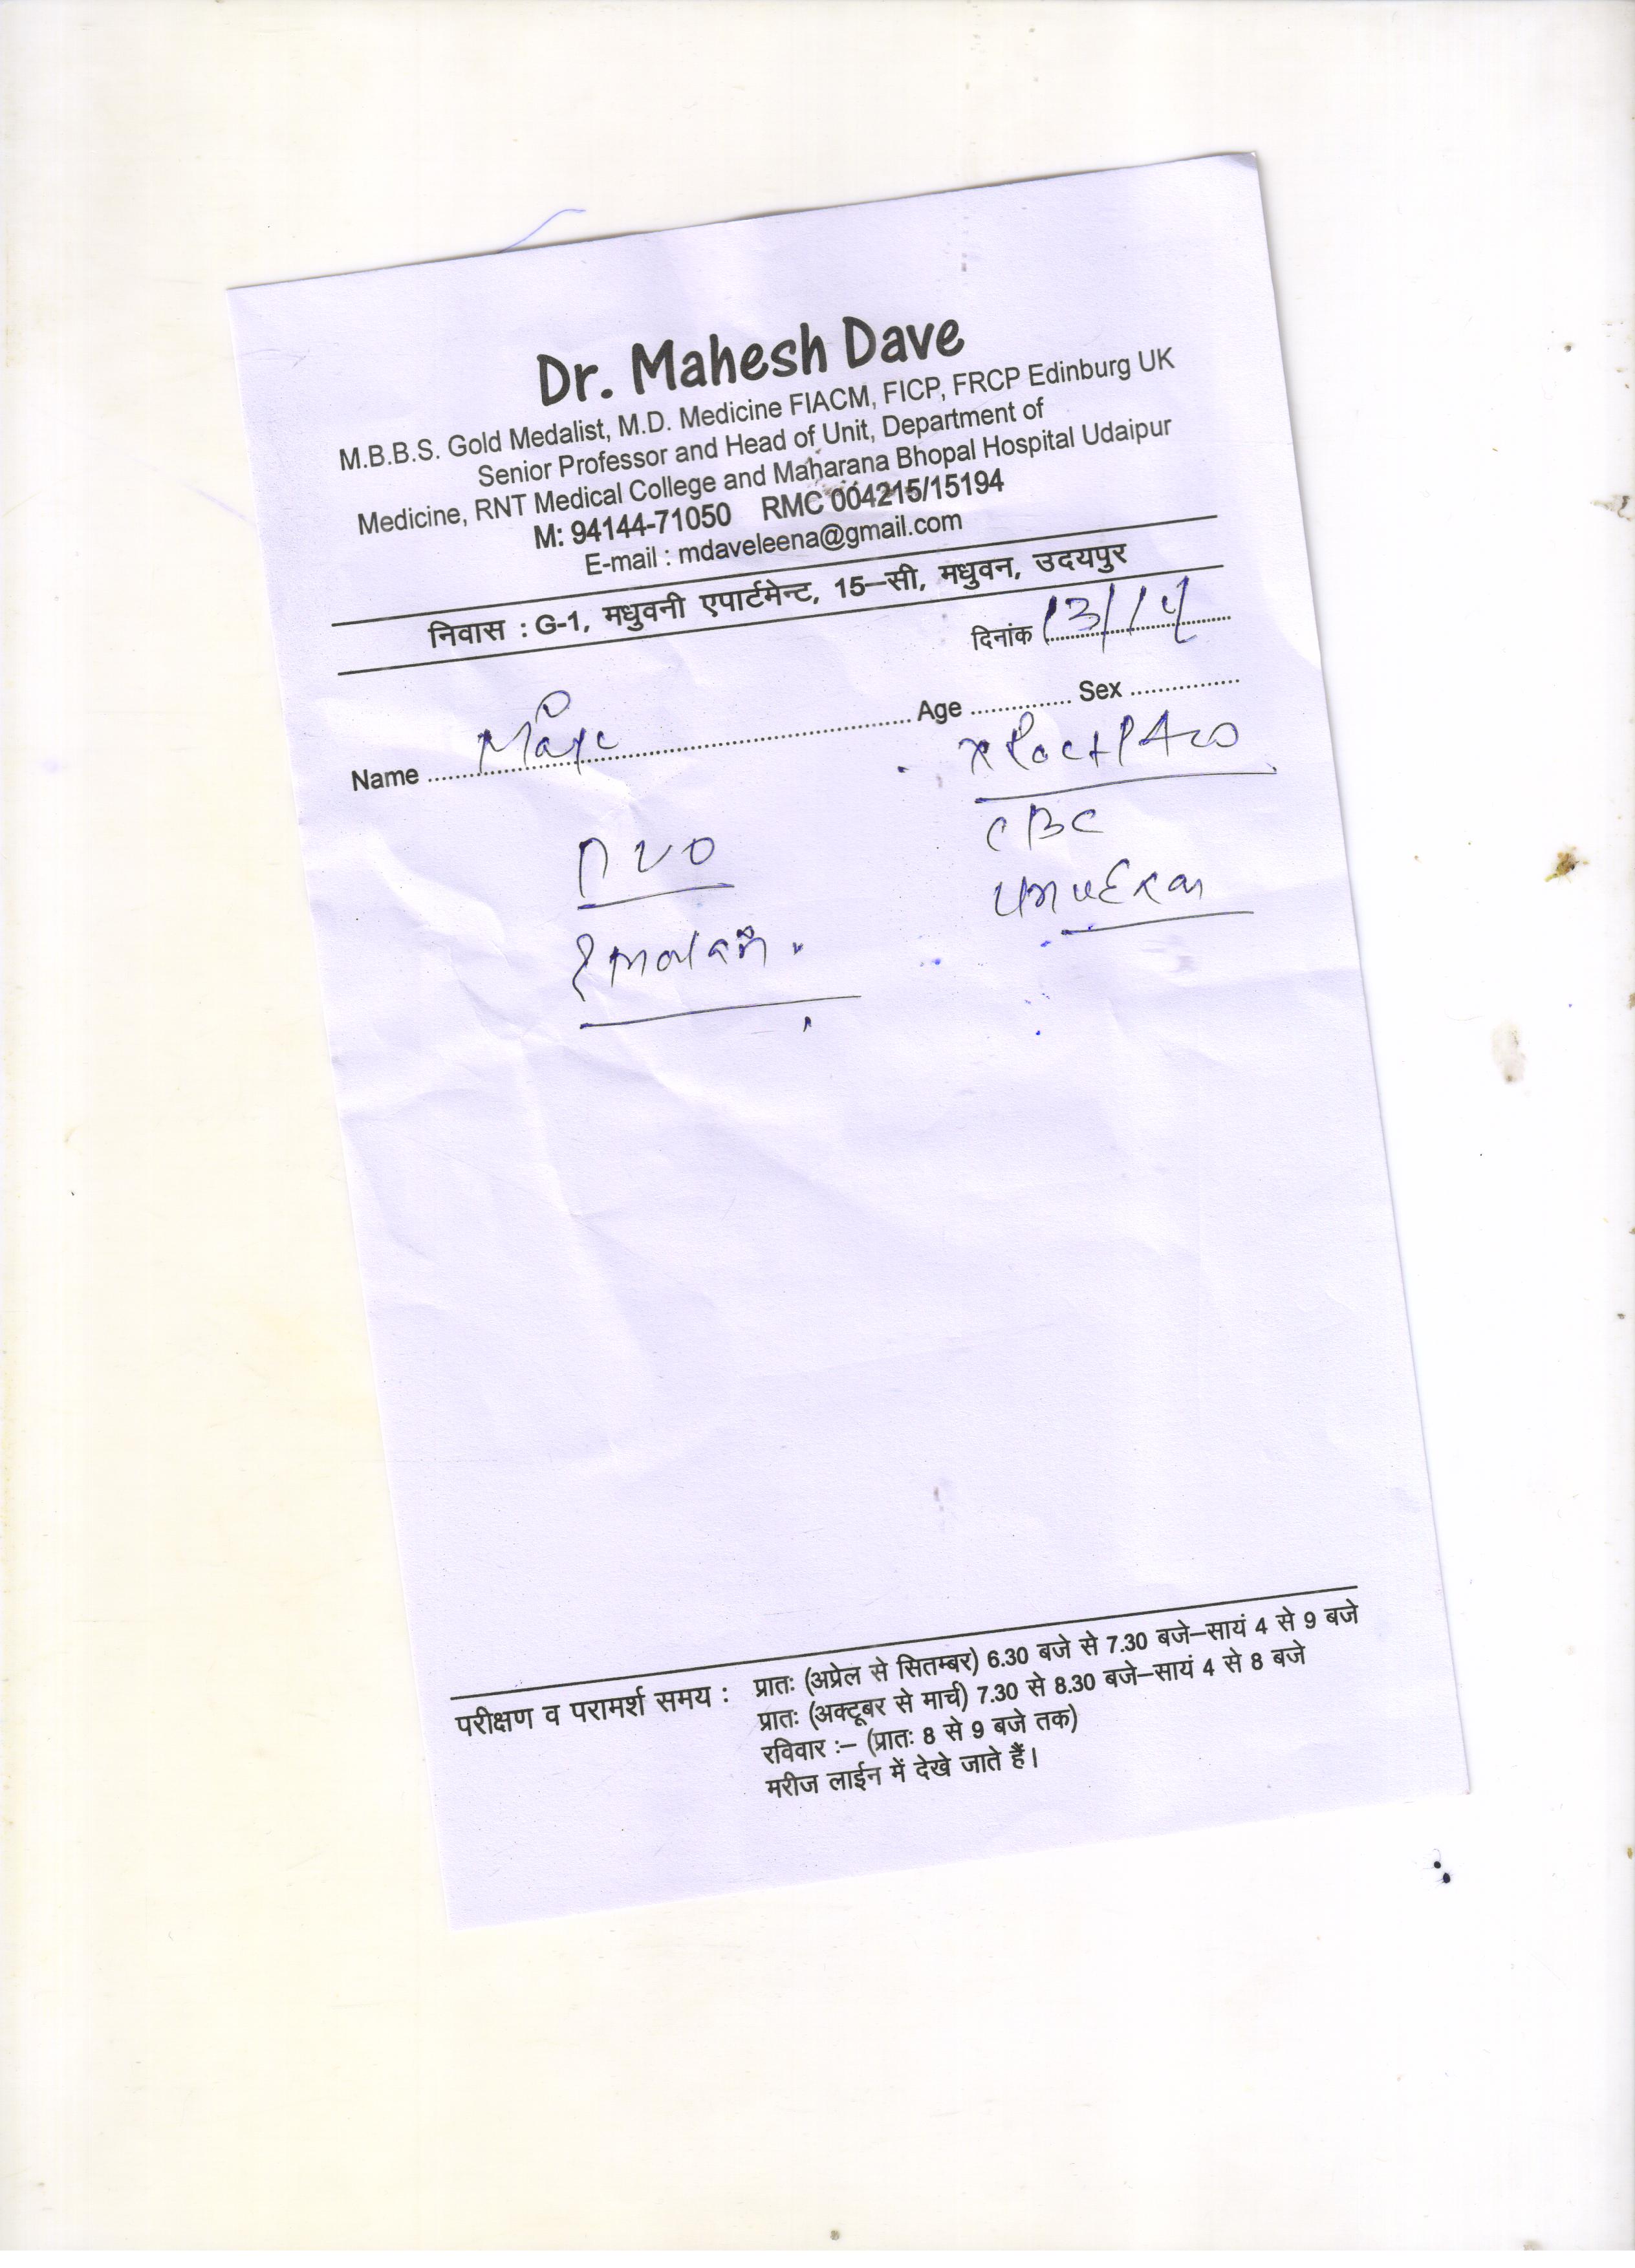 Dr. Mahesh Dave
M.B.B.S. Gold Medalist, M.D. Medicine FIACM, FICP, FRCP Edinburg UK
Senior Professor and Head of Unit, Department of
Medicine, RNT Medical College and Maharana Bhopal Hospital Udaipur
M: 94144-71050 RMC 004215/15194
E-mail : mdaveleena@gmail.com
निवास : G-1, मधुवनी एपार्टमेन्ट, 15–सी, मधुवन, उदयपुर
दिनांक
Name Age Sex
CBC
परीक्षण व परामर्श समय : प्रातः (अप्रेल से सितम्बर) 6.30 बजे से 7.30 बजे–सायं 4 से 9 बजे
प्रातः (अक्टूबर से मार्च) 7.30 से 8.30 बजे–सायं 4 से 8 बजे
रविवार :– (प्रातः 8 से 9 बजे तक)
मरीज लाईन में देखे जाते हैं।